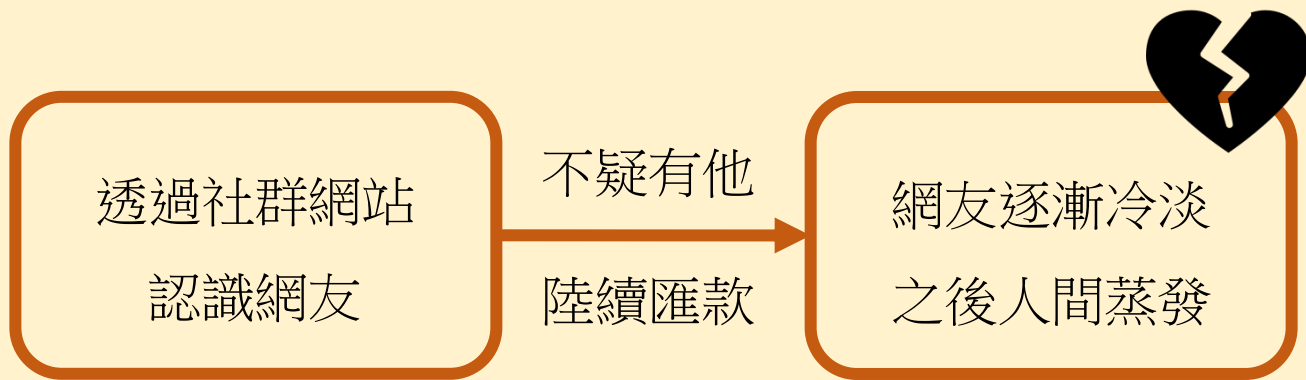 透過社群網站
認識網友
不疑有他
陸續匯款
網友逐漸冷淡
之後人間蒸發